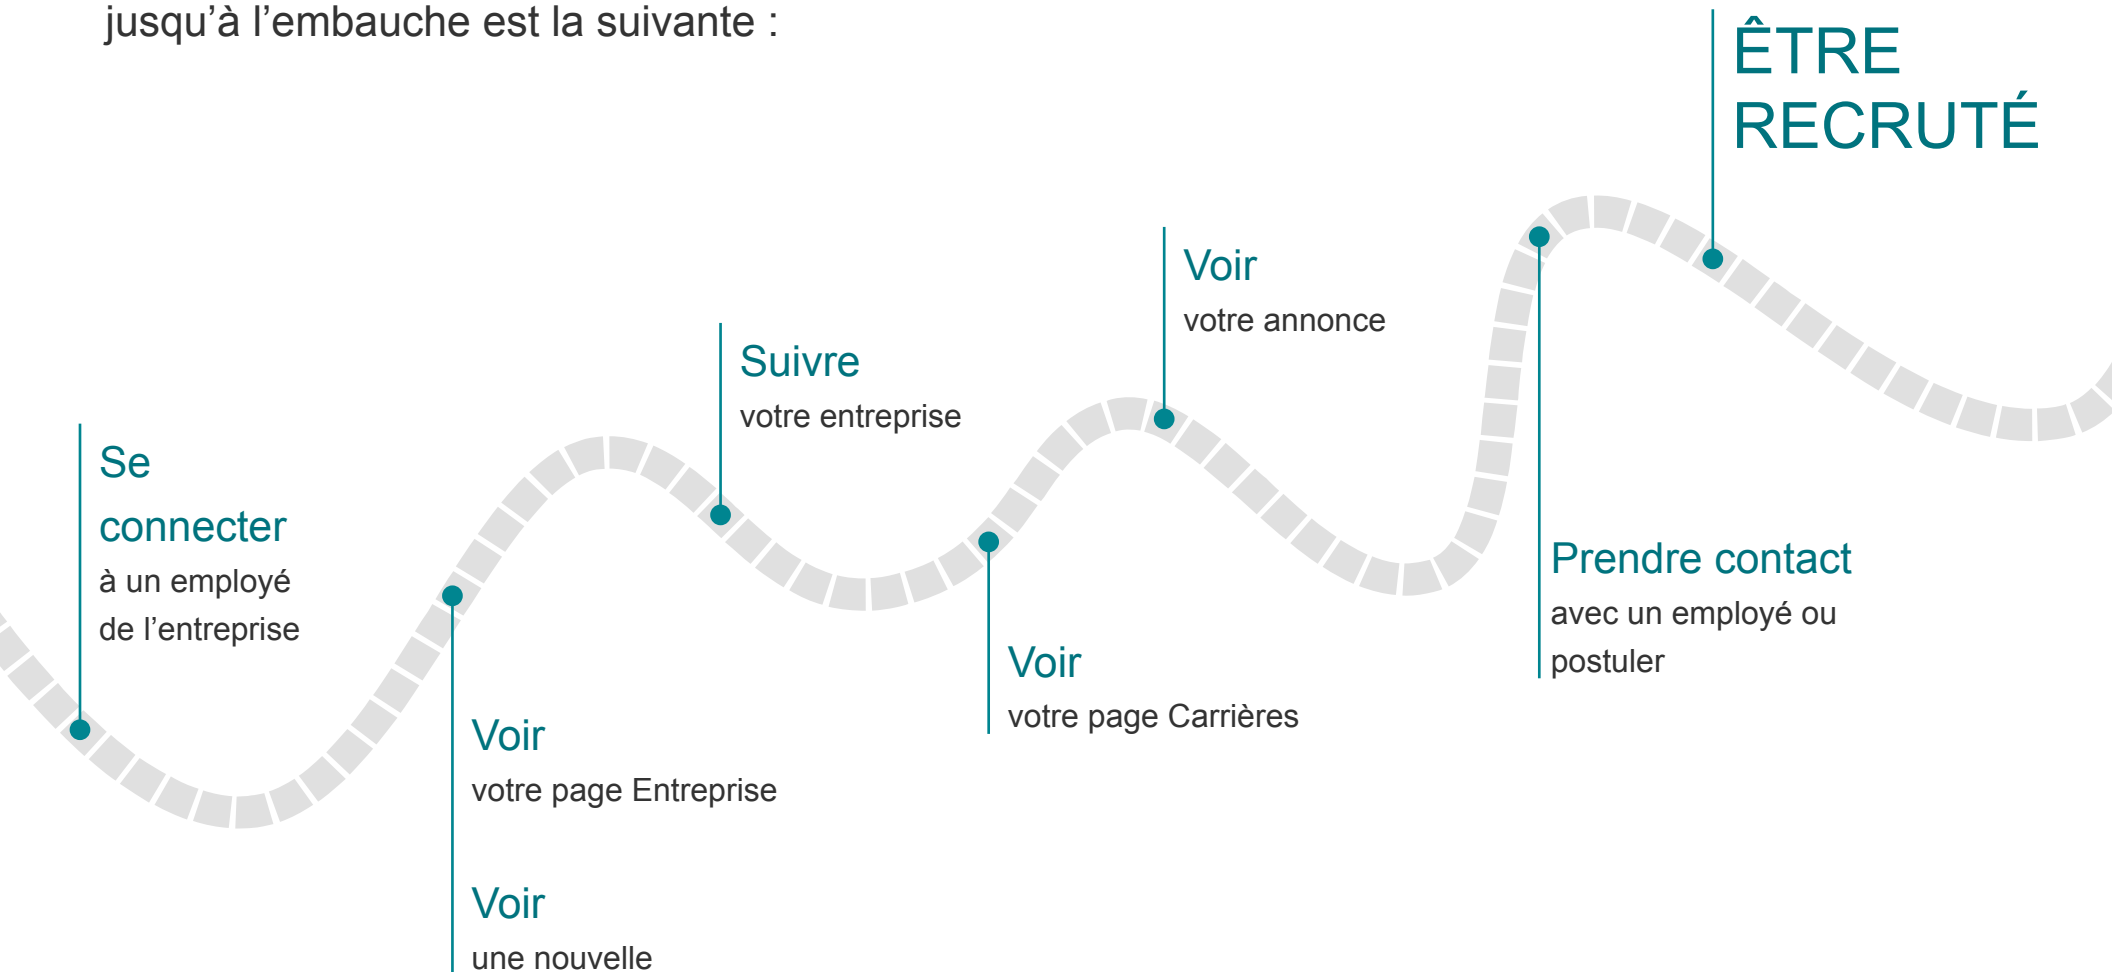 jusqu’à l’embauche est la suivante :
ÊTRE
RECRUTÉ
Voir
votre annonce
Suivre
votre entreprise
Se
connecter
à un employé
de l’entreprise
Prendre contact
avec un employé ou
postuler
Voir
votre page Carrières
Voir
votre page Entreprise
Voir
une nouvelle